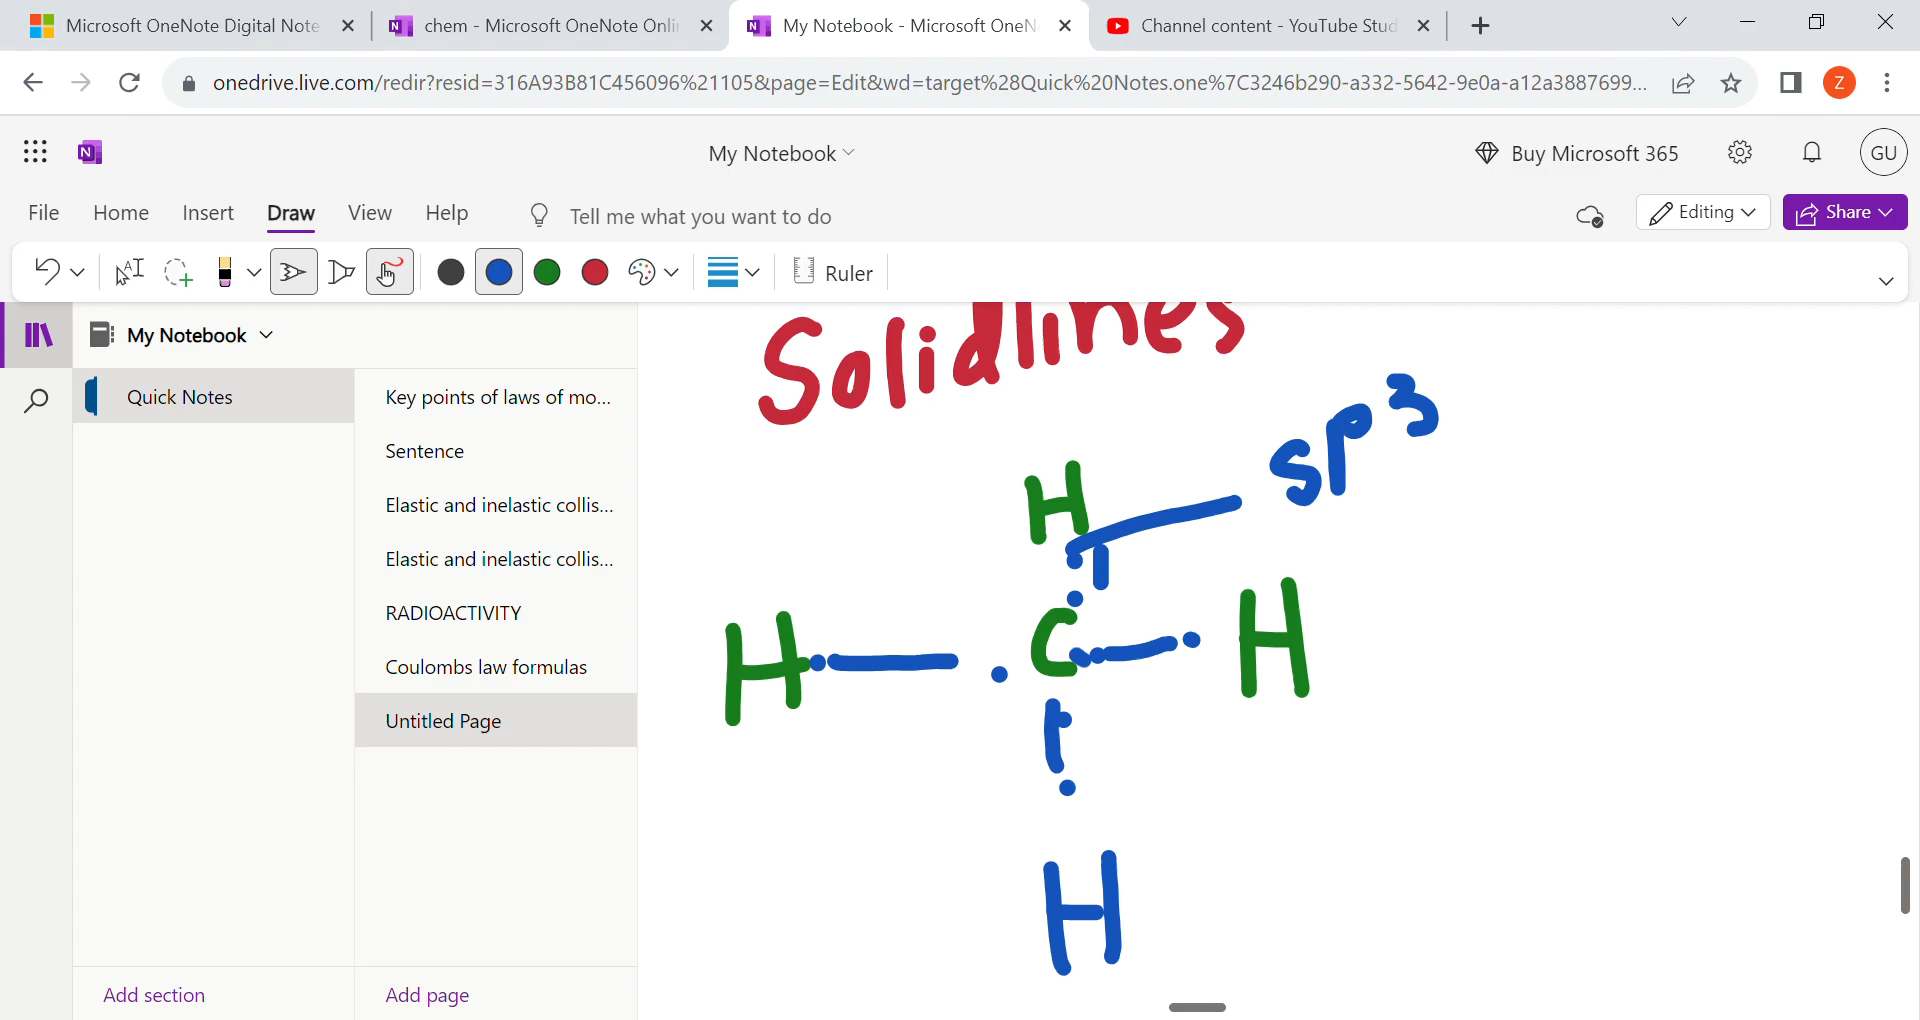 Microsoft OneNote Digital Note
chem - Microsoft OneNote Onlin
My Notebook - Microsoft OneN
Channel content - YouTube Stud
onedrive.live.com/redir?resid=316A93B81C456096%21105&page=Edit&wd=target%28Quick%20Notes.one%7C3246b290-a332-5642-9e0a-a12a3887699...
Z
N
My Notebook
Buy Microsoft 365
GU
File Home Insert Draw View Help Tell me what you want to do
Editing
Share
AI
Ruler
My Notebook
Quick Notes
Key points of laws of mo...
Sentence
Elastic and inelastic collis...
Elastic and inelastic collis...
RADIOACTIVITY
Coulombs law formulas
Untitled Page
Add section
Add page
Solidlines
sp3
H
H C H
H